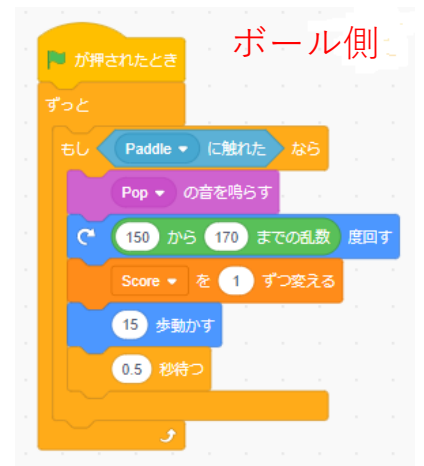 ボール側
が押されたとき
ずっと
もし Paddle に触れた なら
Pop の音を鳴らす
150 から 170 までの乱数 度回す
Score を 1 ずつ変える
15 歩動かす
0.5 秒待つ